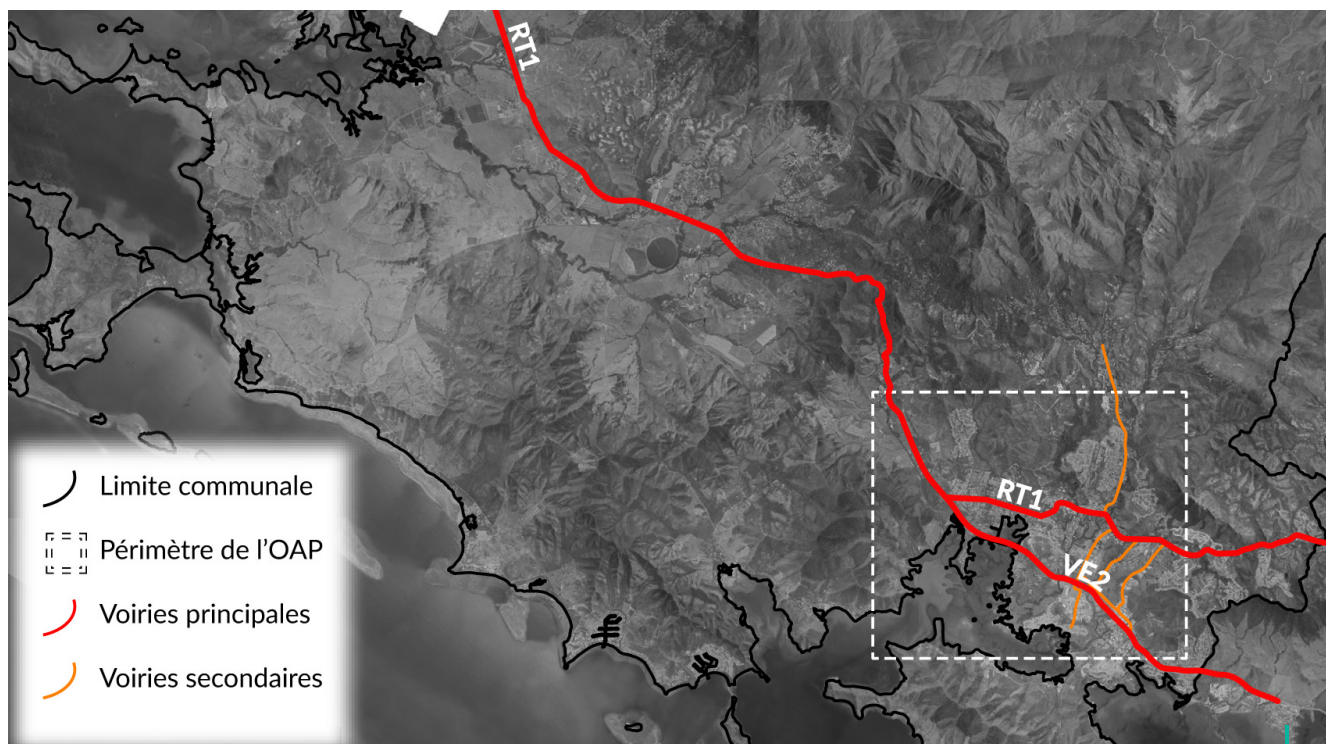 RT1
RT1
VE2
Limite communale
Périmètre de l'OAP
Voiries principales
Voiries secondaires